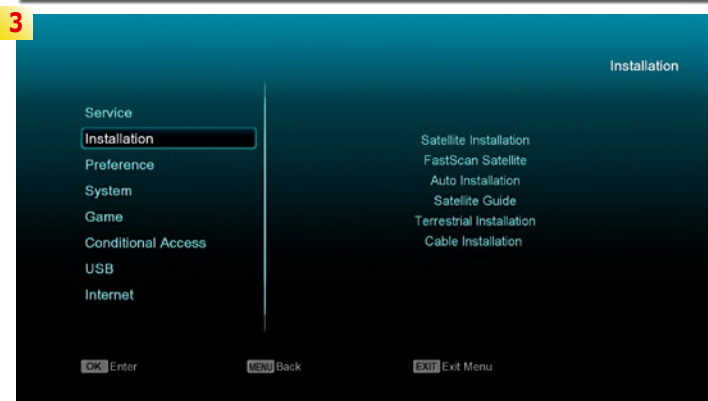 3
Installation
Service
Installation
Preference
System
Game
Conditional Access
USB
Internet
Satellite Installation
FastScan Satellite
Auto Installation
Satellite Guide
Terrestrial Installation
Cable Installation
OK Enter
MENU Back
EXIT Exit Menu